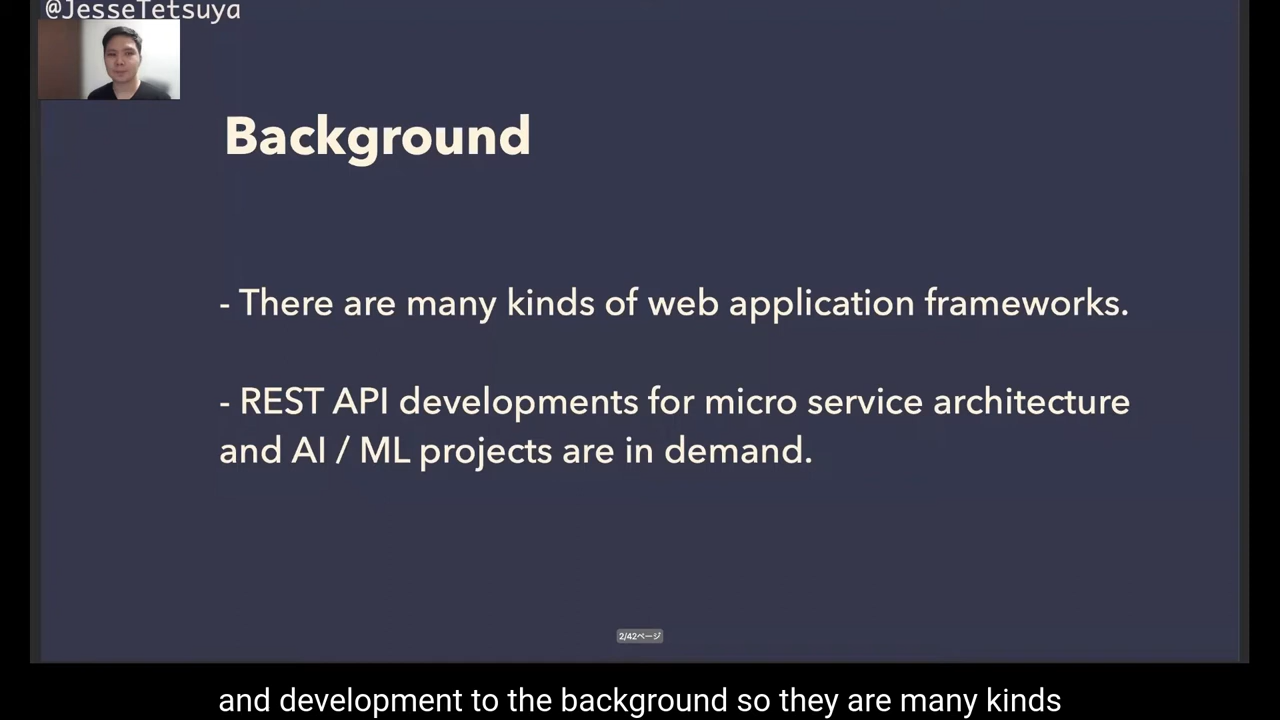 @JesseTetsuya
Background
- There are many kinds of web application frameworks.
- REST API developments for micro service architecture
and AI / ML projects are in demand.
2/42ページ
and development to the background so they are many kinds